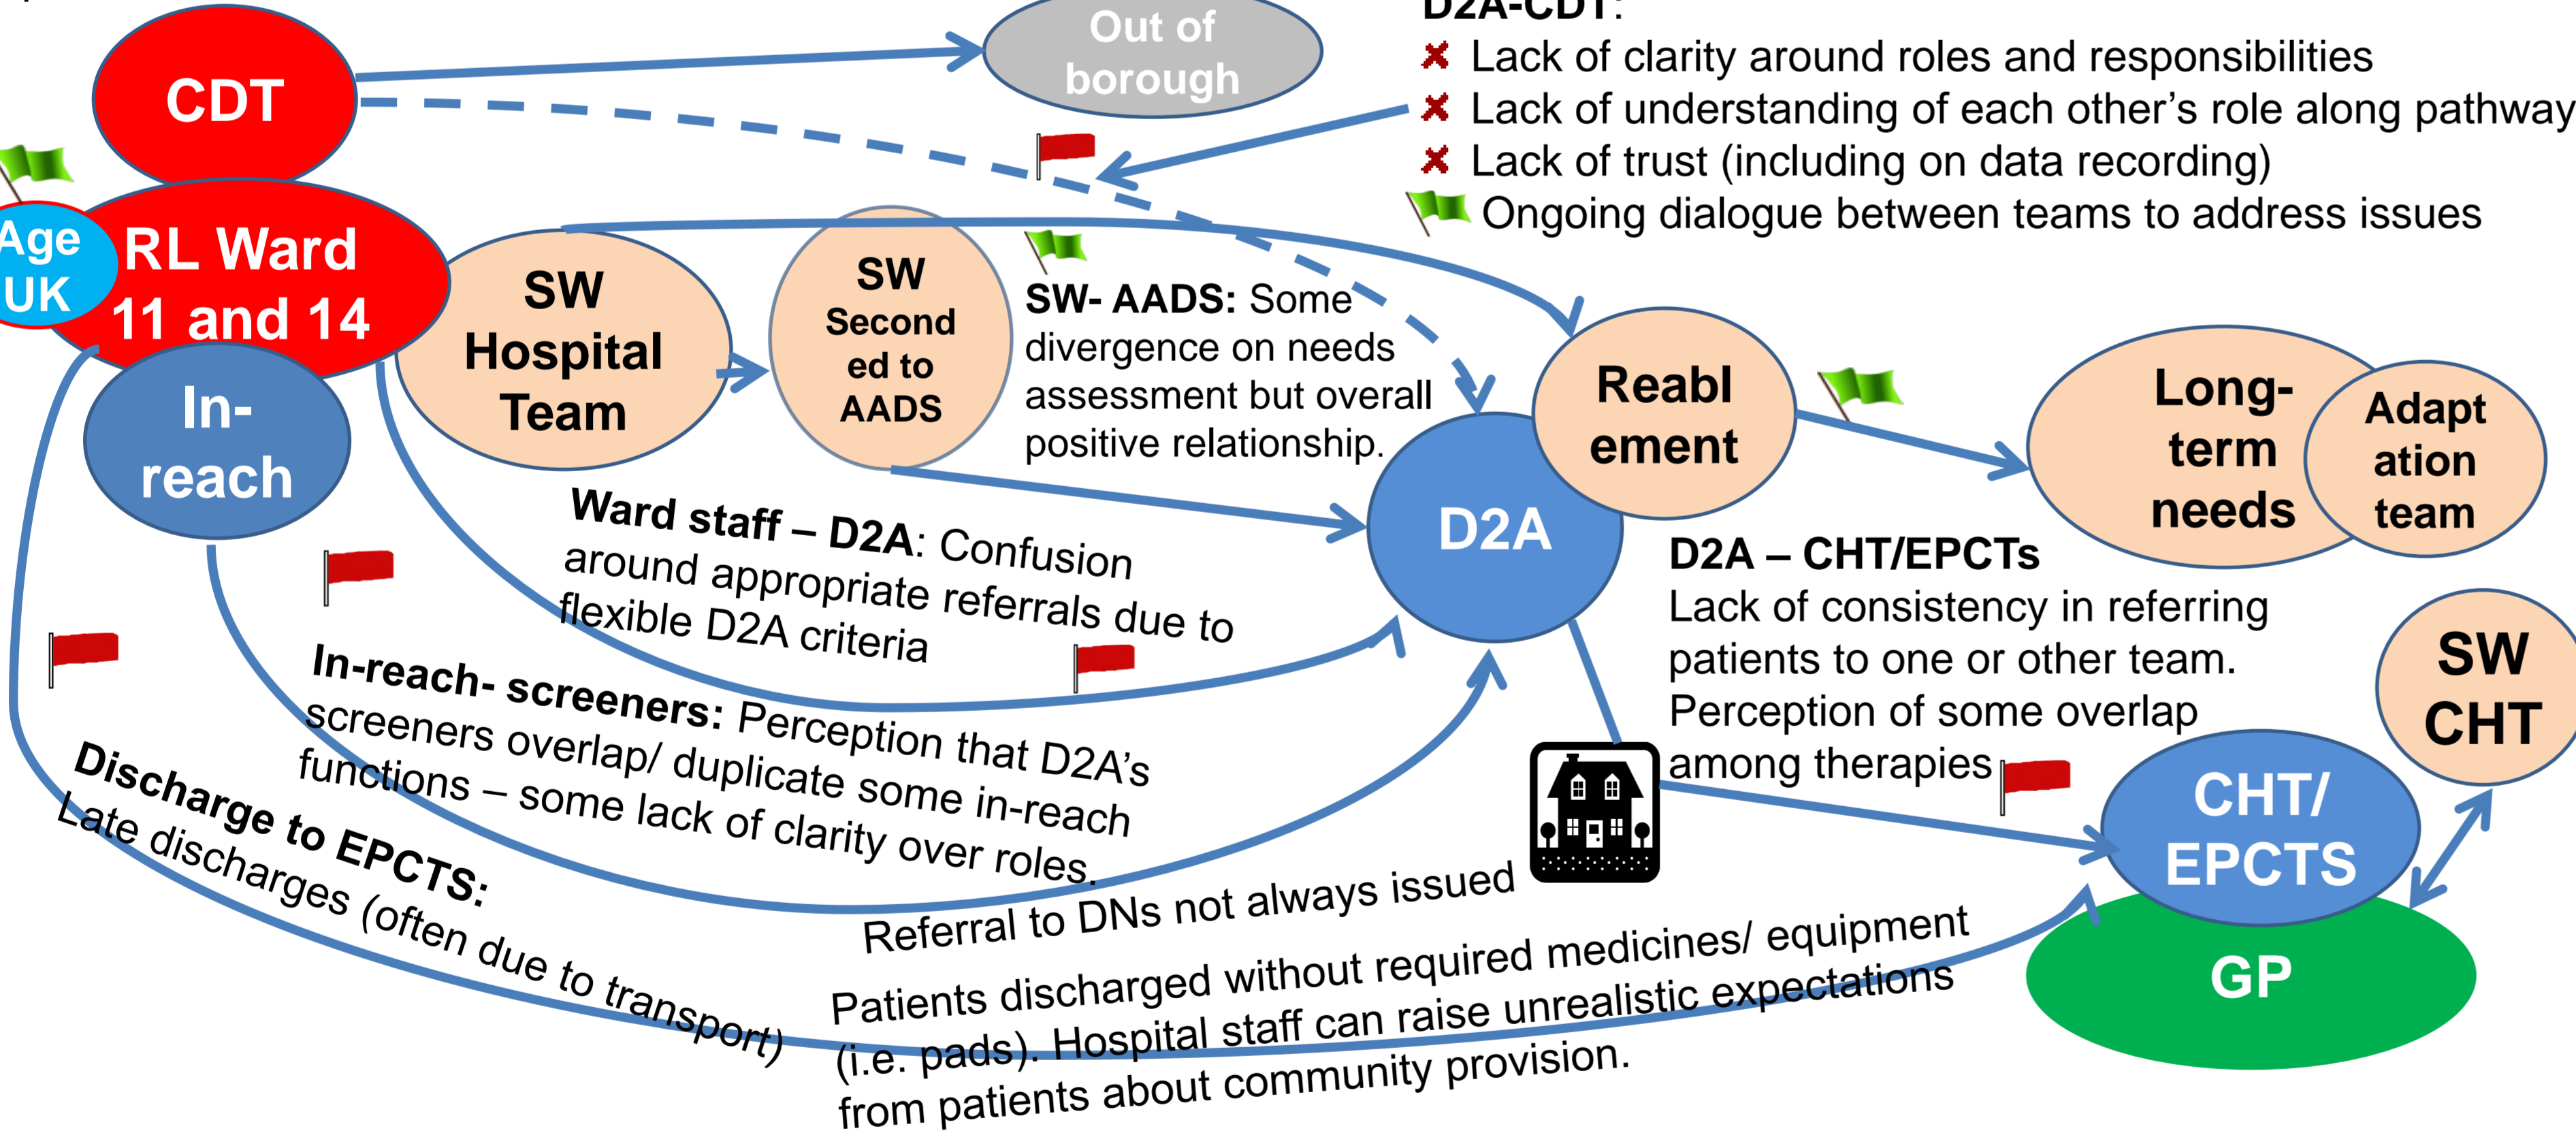 Out of
borough
CDT
D2A-CDT:
Lack of clarity around roles and responsibilities
Lack of understanding of each other's role along pathway
Lack of trust (including on data recording)
Ongoing dialogue between teams to address issues
Age
UK
RL Ward
11 and 14
In-
reach
SW
Hospital
Team
SW
Second
ed to
AADS
SW- AADS: Some
divergence on needs
assessment but overall
positive relationship.
Reabl
ement
Long-
term
needs
Adapt
ation
team
D2A
Ward staff – D2A: Confusion
around appropriate referrals due to
flexible D2A criteria
D2A – CHT/EPCTs
Lack of consistency in referring
patients to one or other team.
Perception of some overlap
among therapies
SW
CHT
In-reach- screeners: Perception that D2A's
screeners overlap/ duplicate some in-reach
functions – some lack of clarity over roles.
CHT/
EPCTS
GP
Discharge to EPCTS:
Late discharges (often due to transport)
Referral to DNs not always issued
Patients discharged without required medicines/ equipment
(i.e. pads). Hospital staff can raise unrealistic expectations
from patients about community provision.